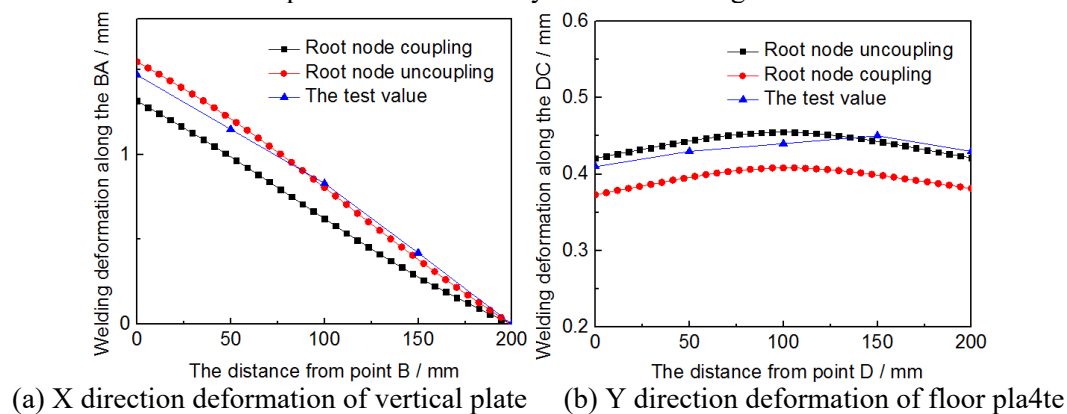 Root node coupling
Root node uncoupling
The test value
Welding deformation along the BA / mm
1
0
0 50 100 150 200
The distance from point B / mm
(a) X direction deformation of vertical plate
Root node uncoupling
Root node coupling
The test value
Welding deformation along the DC / mm
0.6
0.5
0.4
0.3
0.2
0 50 100 150 200
The distance from point D / mm
(b) Y direction deformation of floor pla4te